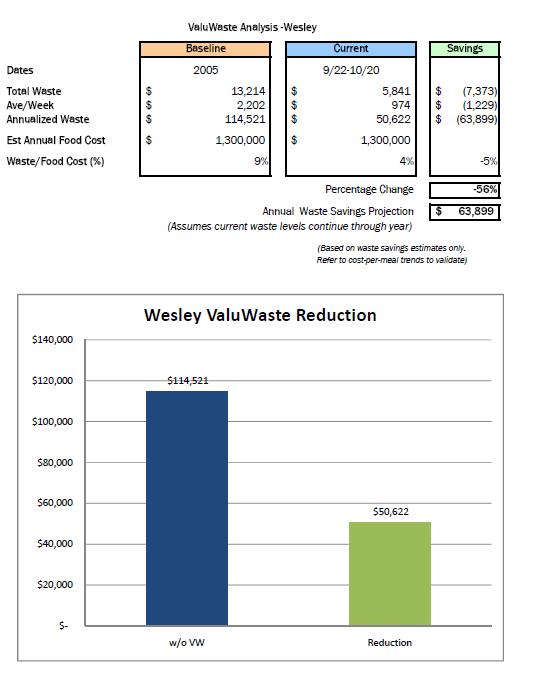 ValuWaste Analysis -Wesley
Baseline Current Savings
Dates 2005 9/22-10/20
Total Waste $ 13,214 $ 5,841 $ (7,373)
Ave/Week $ 2,202 $ 974 $ (1,229)
Annualized Waste $ 114,521 $ 50,622 $ (63,899)
Est Annual Food Cost $ 1,300,000 $ 1,300,000
Waste/Food Cost (%) 9% 4% -5%
Percentage Change -56%
Annual Waste Savings Projection $ 63,899
(Assumes current waste levels continue through year)
(Based on waste savings estimates only.
Refer to cost-per-meal trends to validate)
Wesley ValuWaste Reduction
$140,000
$120,000
$114,521
$100,000
$80,000
$60,000
$50,622
$40,000
$20,000
$-
w/o VW Reduction